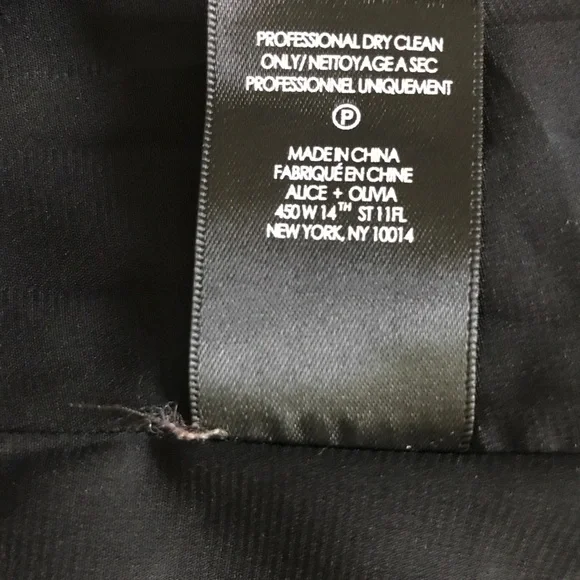 PROFESSIONAL DRY CLEAN
ONLY/ NETTOYAGE A SEC
PROFESSIONNEL UNIQUEMENT
P
MADE IN CHINA
FABRIQUÉ EN CHINE
ALICE + OLIVIA
450 W 14TH ST 11FL
NEW YORK, NY 10014